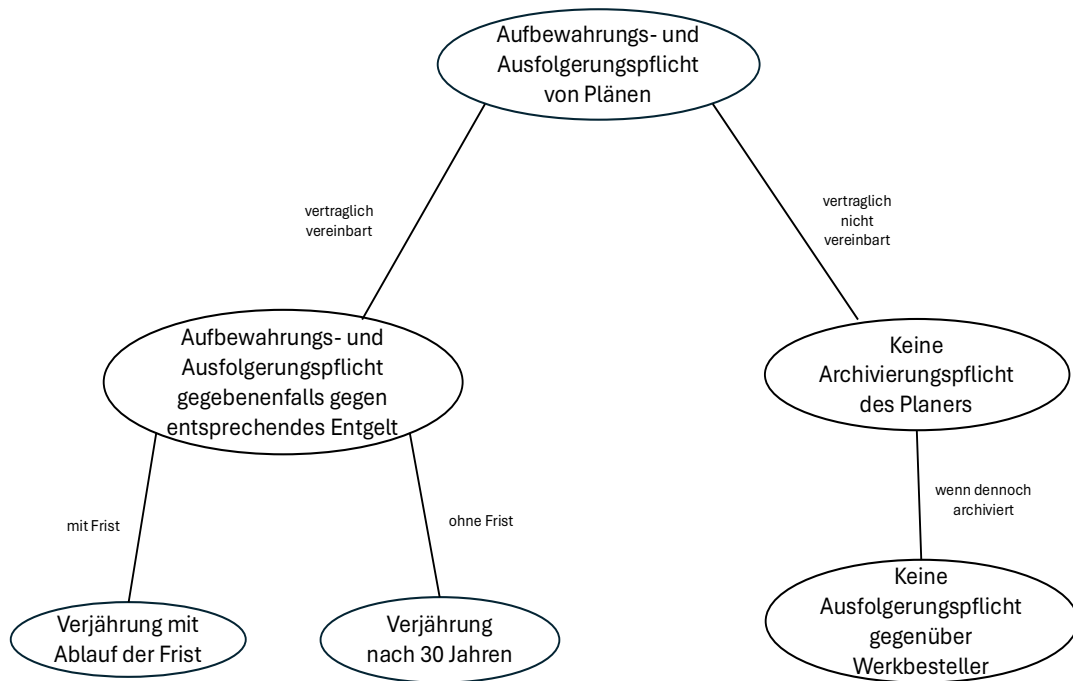 Aufbewahrungs- und
Ausfolgerungspflicht
von Plänen
vertraglich
vereinbart
vertraglich
nicht
vereinbart
Aufbewahrungs- und
Ausfolgerungspflicht
gegebenenfalls gegen
entsprechendes Entgelt
Keine
Archivierungspflicht
des Planers
mit Frist
ohne Frist
wenn dennoch
archiviert
Verjährung mit
Ablauf der Frist
Verjährung
nach 30 Jahren
Keine
Ausfolgerungspflicht
gegenüber
Werkbesteller